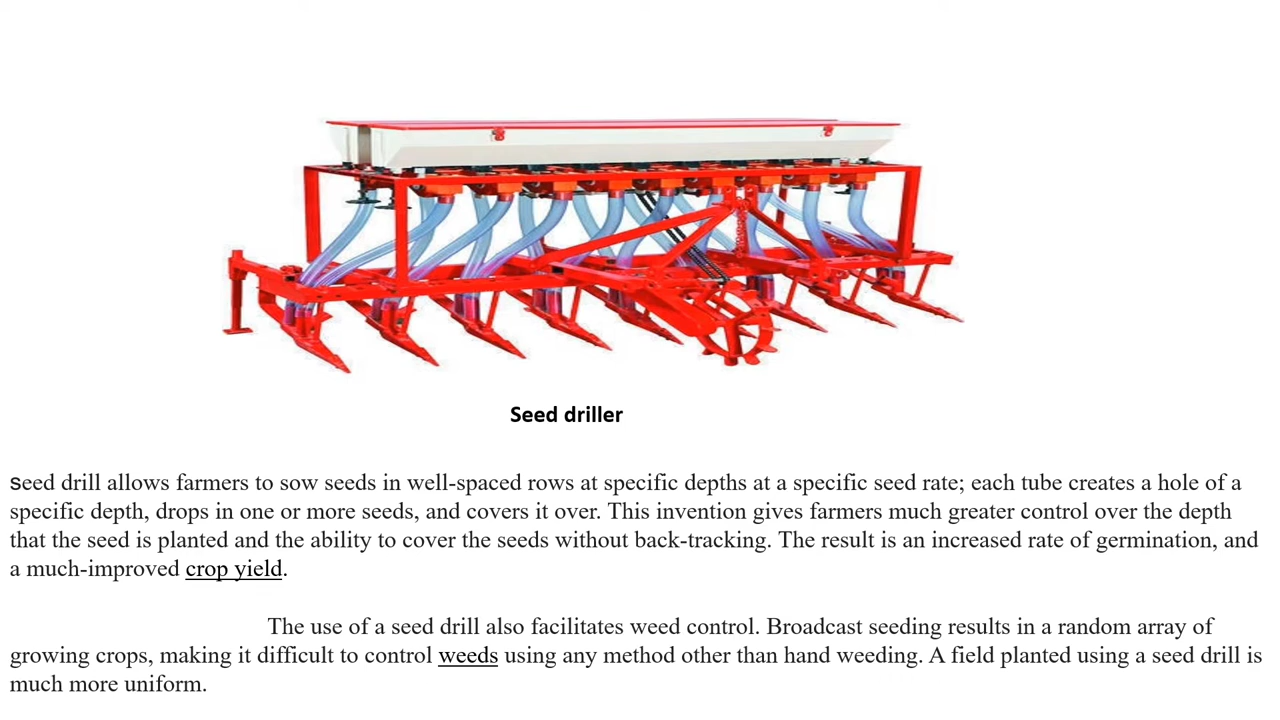 Seed driller
seed drill allows farmers to sow seeds in well-spaced rows at specific depths at a specific seed rate; each tube creates a hole of a
specific depth, drops in one or more seeds, and covers it over. This invention gives farmers much greater control over the depth
that the seed is planted and the ability to cover the seeds without back-tracking. The result is an increased rate of germination, and
a much-improved crop yield.
The use of a seed drill also facilitates weed control. Broadcast seeding results in a random array of
growing crops, making it difficult to control weeds using any method other than hand weeding. A field planted using a seed drill is
much more uniform.